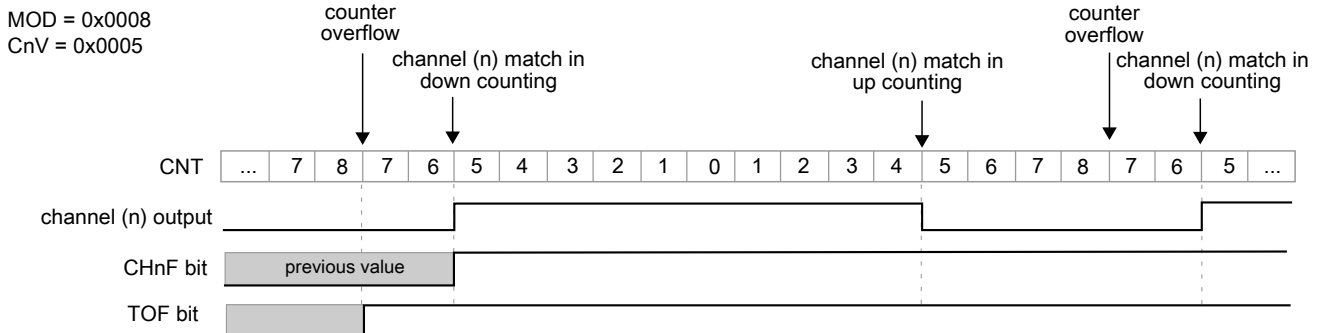 MOD = 0x0008
CnV = 0x0005
counter
overflow
channel (n) match in
down counting
channel (n) match in
up counting
counter
overflow
channel (n) match in
down counting
CNT ... 7 8 7 6 5 4 3 2 1 0 1 2 3 4 5 6 7 8 7 6 5 ...
channel (n) output
CHnF bit previous value
TOF bit